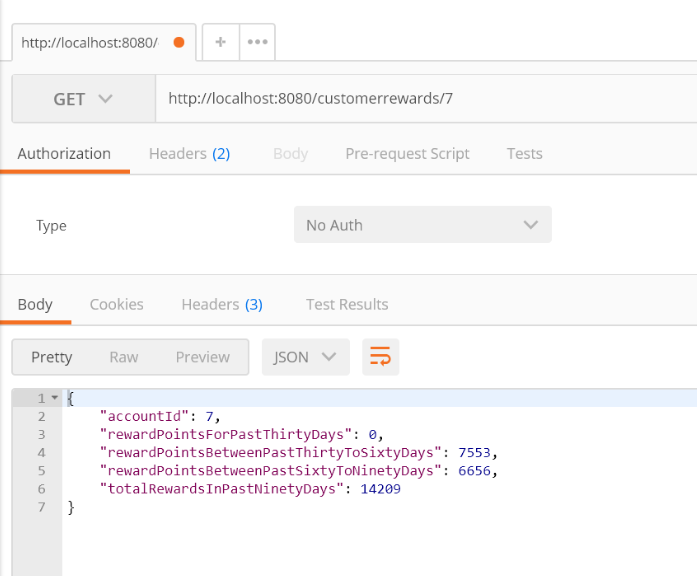 http://localhost:8080/ + •••
GET http://localhost:8080/customerrewards/7
Authorization Headers (2) Body Pre-request Script Tests
Type No Auth
Body Cookies Headers (3) Test Results
Pretty Raw Preview JSON
1 {
2 "accountId": 7,
3 "rewardPointsForPastThirtyDays": 0,
4 "rewardPointsBetweenPastThirtyToSixtyDays": 7553,
5 "rewardPointsBetweenPastSixtyToNinetyDays": 6656,
6 "totalRewardsInPastNinetyDays": 14209
7 }